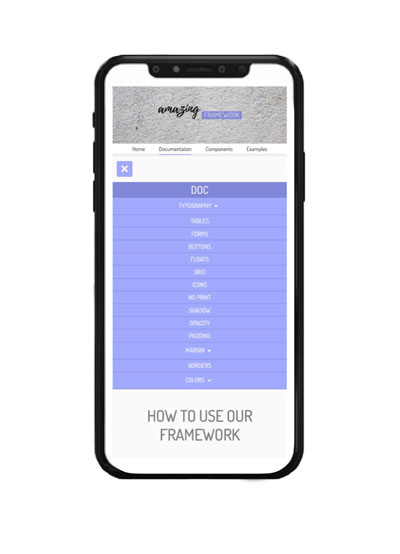 amazing FRAMEWORK
Home Documentation Components Examples
DOC
TYPOGRAPHY
TABLES
FORMS
BUTTONS
FLOATS
GRID
ICONS
NO PRINT
SHADOW
OPACITY
PADDING
MARGIN
BORDERS
COLORS
HOW TO USE OUR
FRAMEWORK